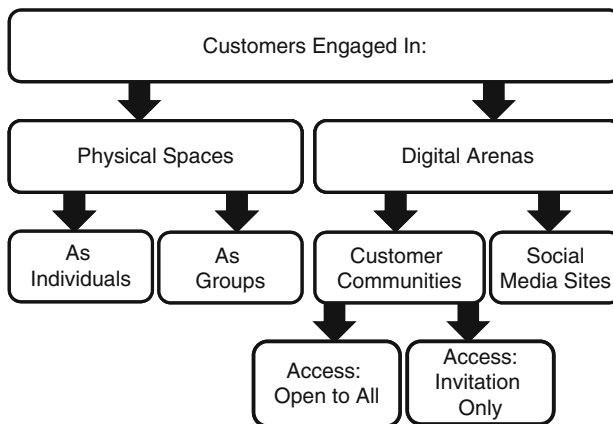 Customers Engaged In:
Physical Spaces
Digital Arenas
As
Individuals
As
Groups
Customer
Communities
Social
Media Sites
Access:
Open to All
Access:
Invitation
Only